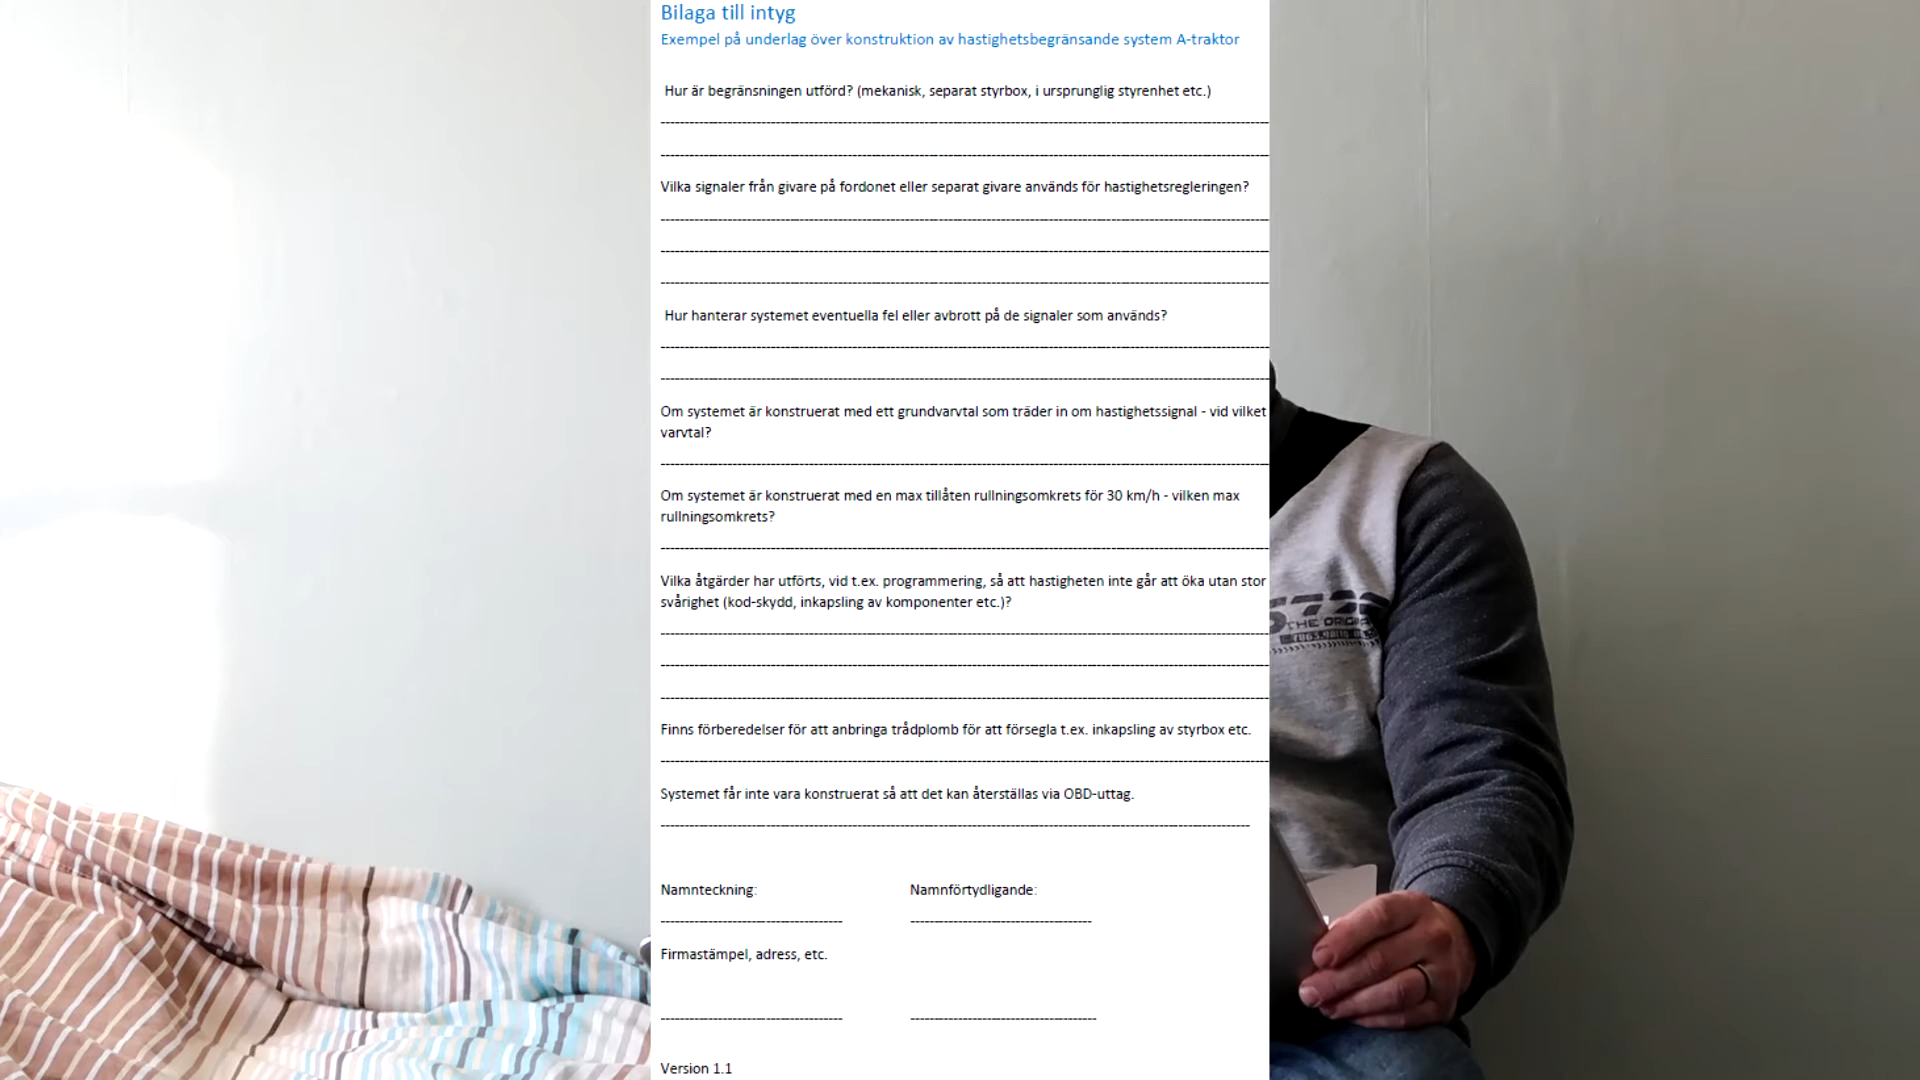 Bilaga till intyg
Exempel på underlag över konstruktion av hastighetsbegränsande system A-traktor
Hur är begränsningen utförd? (mekanisk, separat styrbox, i ursprunglig styrenhet etc.)
Vilka signaler från givare på fordonet eller separat givare används för hastighetsregleringen?
Hur hanterar systemet eventuella fel eller avbrott på de signaler som används?
Om systemet är konstruerat med ett grundvarvtal som träder in om hastighetssignal - vid vilket
varvtal?
Om systemet är konstruerat med en max tillåten rullningsomkrets för 30 km/h - vilken max
rullningsomkrets?
Vilka åtgärder har utförts, vid t.ex. programmering, så att hastigheten inte går att öka utan stor
svårighet (kod-skydd, inkapsling av komponenter etc.)?
THE ORIGINA
Finns förberedelser för att anbringa trådplomb för att försegla t.ex. inkapsling av styrbox etc.
Systemet får inte vara konstruerat så att det kan återställas via OBD-uttag.
Namnteckning: Namnförtydligande:
Firmastämpel, adress, etc.
Version 1.1